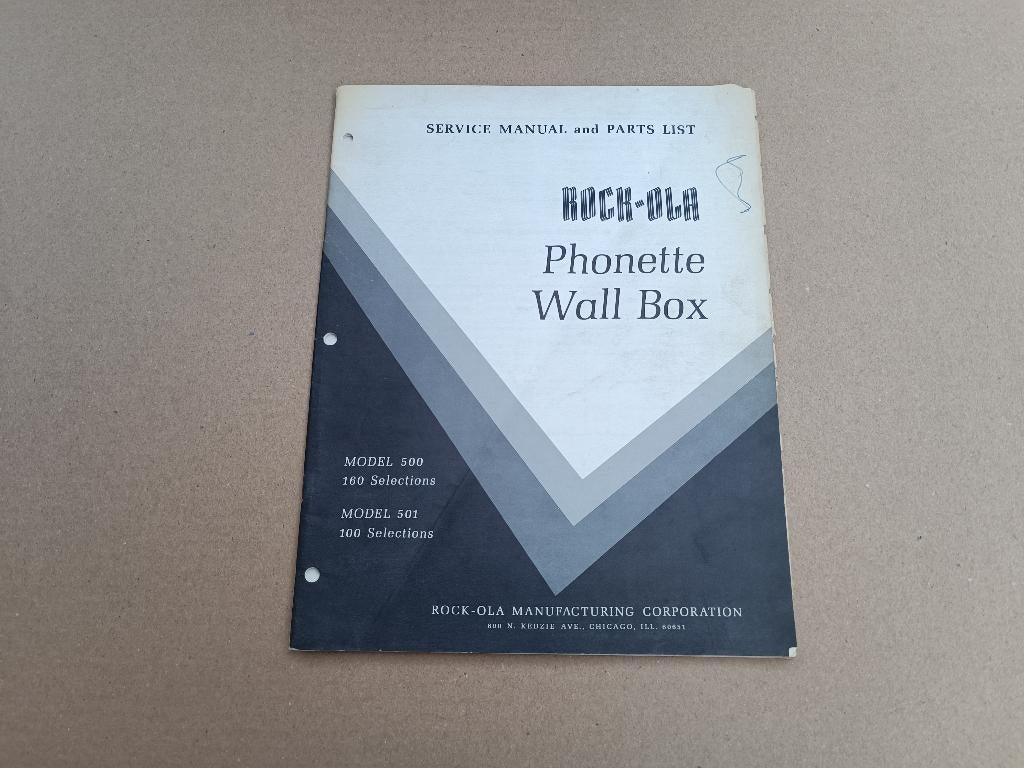 SERVICE MANUAL and PARTS LIST
ROCK-OLA
Phonette
Wall Box
MODEL 500
160 Selections
MODEL 501
100 Selections
ROCK-OLA MANUFACTURING CORPORATION
800 N. KEDZIE AVE., CHICAGO, ILL. 60651